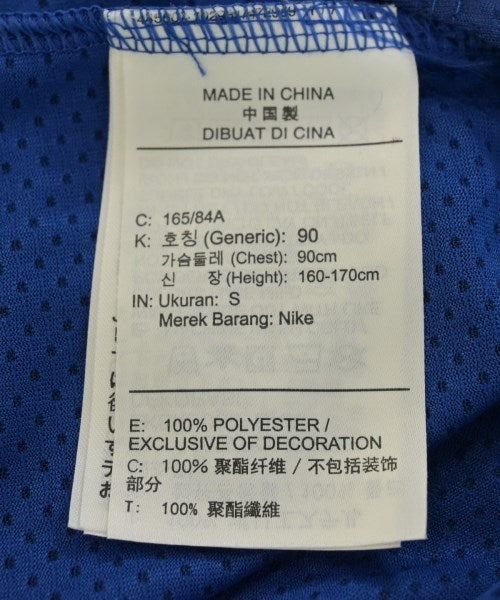 MADE IN CHINA
中国製
DIBUAT DI CINA
C: 165/84A
K: 호칭 (Generic): 90
가슴둘레 (Chest): 90cm
신 장 (Height): 160-170cm
IN: Ukuran: S
Merek Barang: Nike
E: 100% POLYESTER /
EXCLUSIVE OF DECORATION
C: 100% 聚酯纤维 / 不包括装饰
部分
T: 100% 聚酯纖維